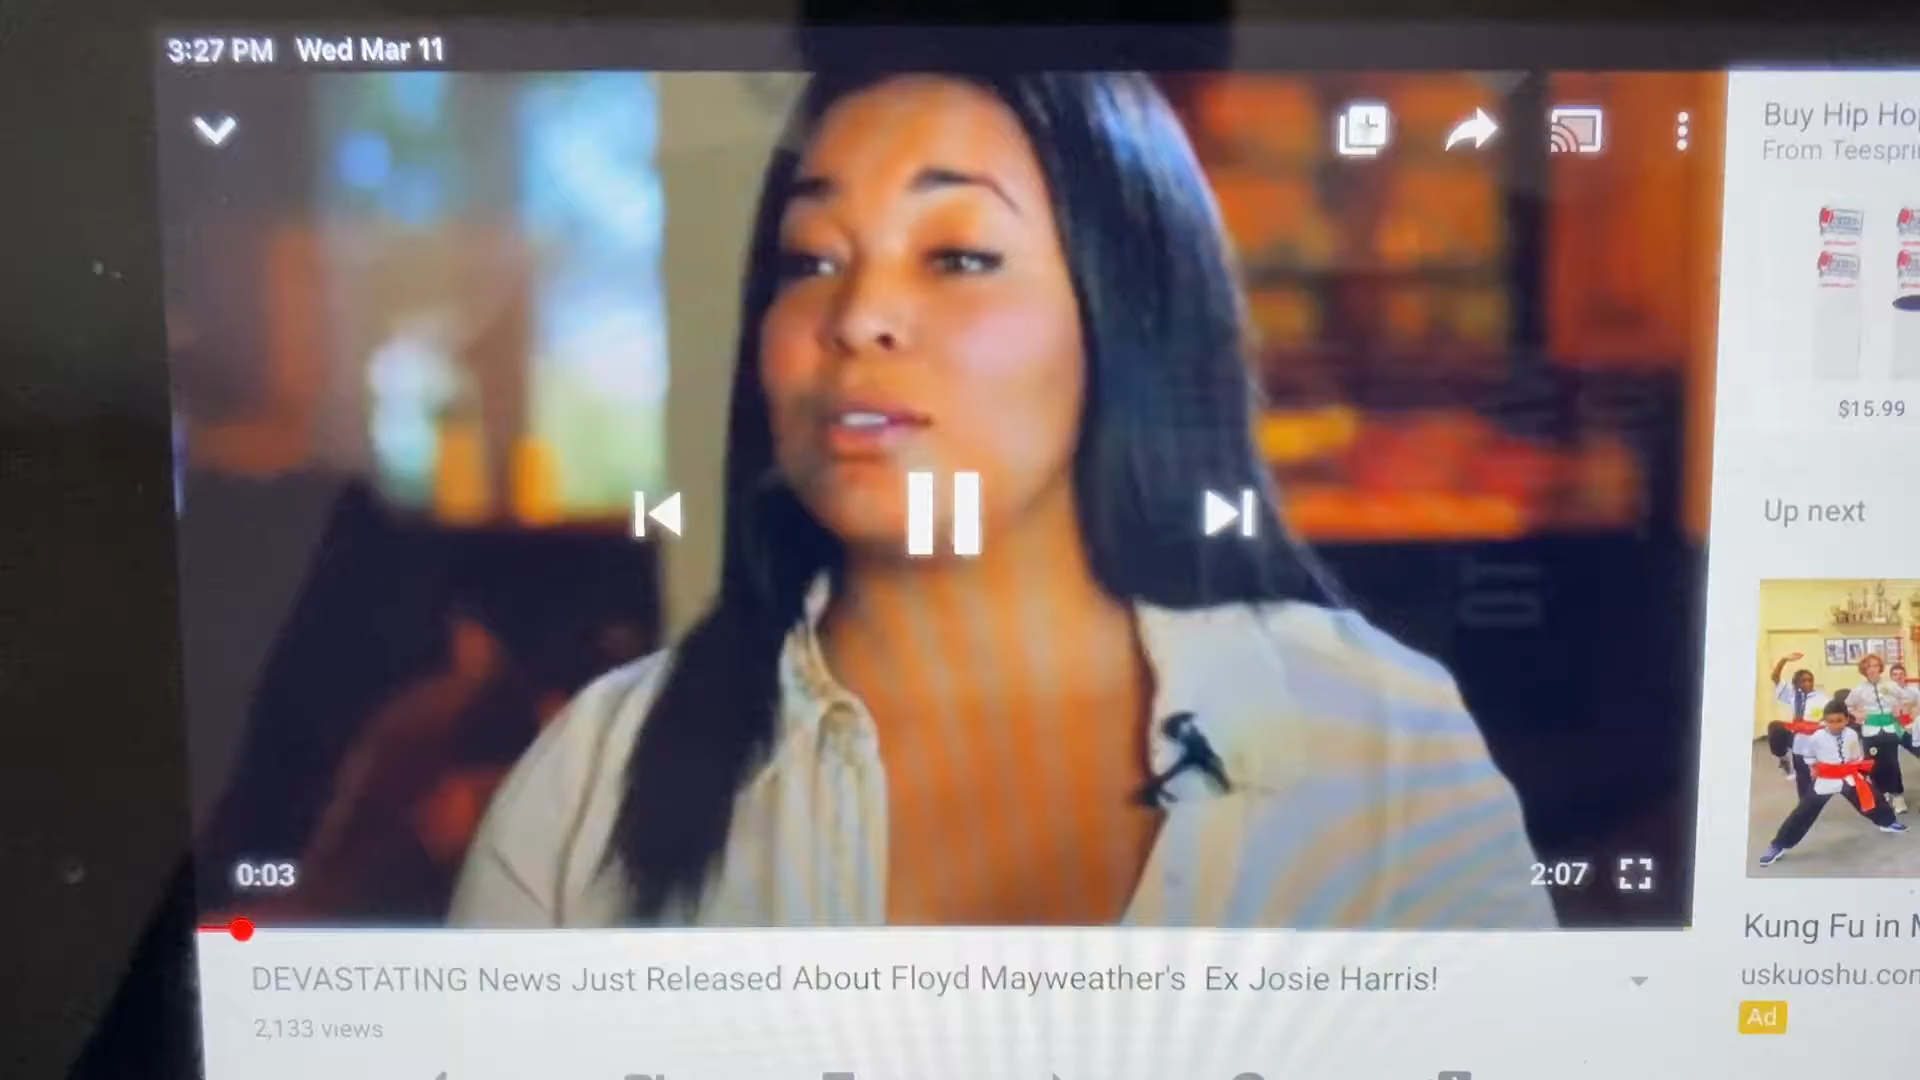 3:27 PM Wed Mar 11
Buy Hip Ho
From Teespri
$15.99
Up next
0:03
2:07
DEVASTATING News Just Released About Floyd Mayweather's Ex Josie Harris!
2,133 views
Kung Fu in
uskuoshu.con
Ad